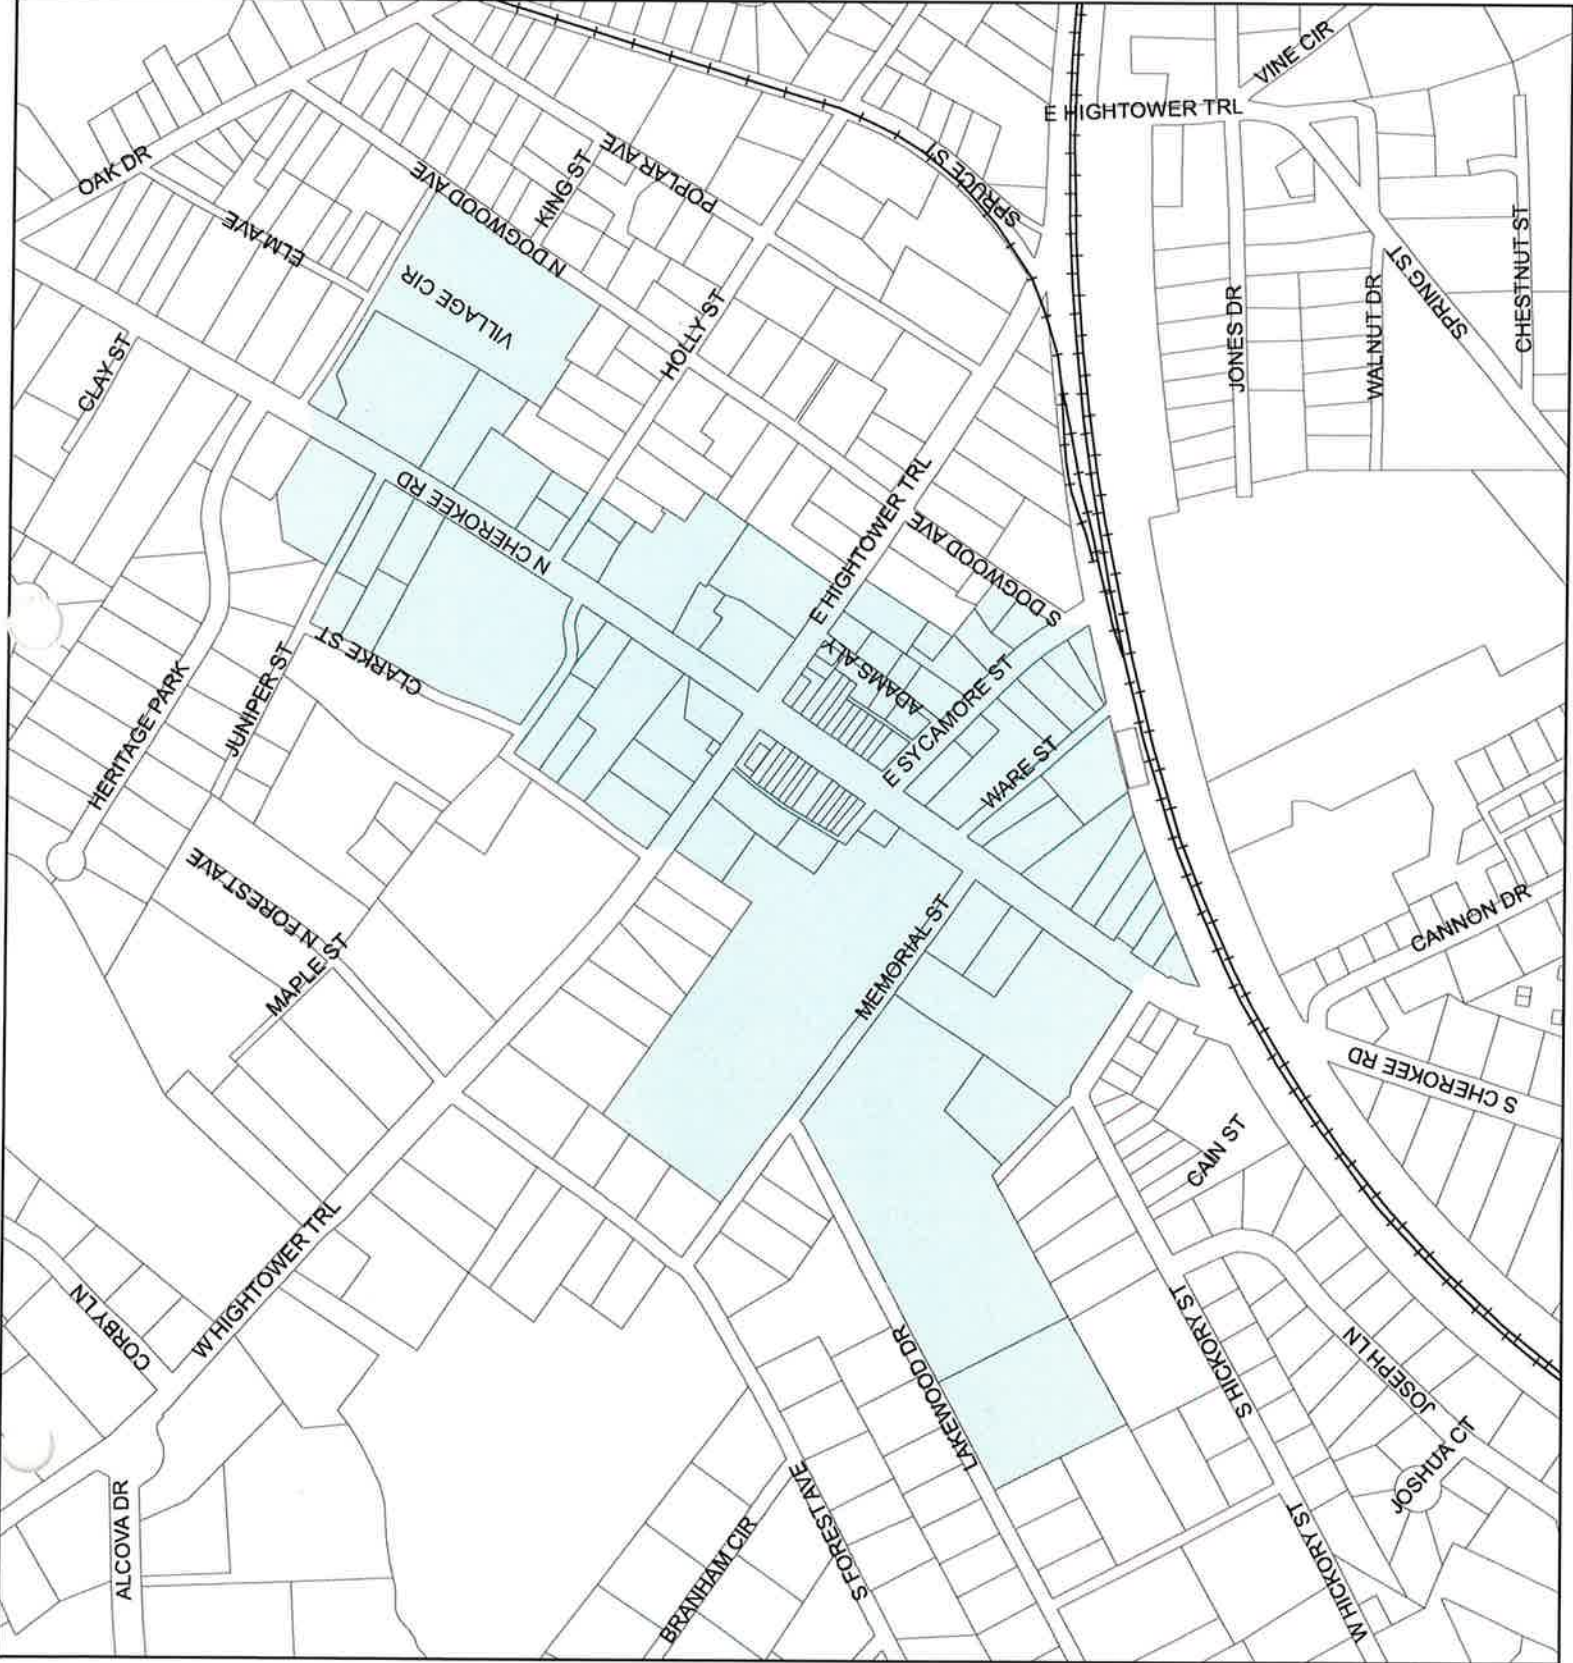 VINE CIR
E HIGHTOWER TRL
OAK DR
KING ST
POPLAR AVE
SPRUCE ST
ELM AVE
N DOGWOOD AVE
VILLAGE CIR
HOLLY ST
CLAY ST
JONES DR
WALNUT DR
SPRING ST
CHESTNUT ST
N CHEROKEE RD
E HIGHTOWER TRL
S DOGWOOD AVE
HERITAGE PARK
JUNIPER ST
CLARKE ST
ADAMS ALY
E SYCAMORE ST
WARE ST
N FOREST AVE
MAPLE ST
MEMORIAL ST
CANNON DR
S CHEROKEE RD
CAIN ST
CORBY LN
W HIGHTOWER TRL
LAKEWOOD DR
S HICKORY ST
JOSEPH LN
JOSHUA CT
ALCOVA DR
BRANHAM CIR
S FOREST AVE
W HICKORY ST